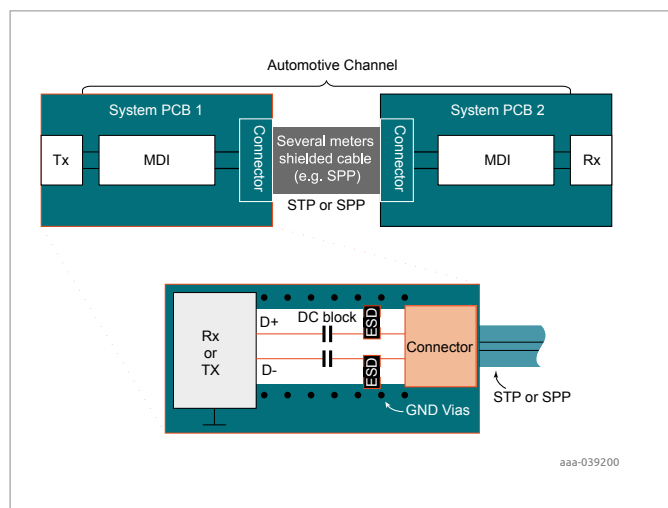 Automotive Channel
System PCB 1
System PCB 2
Tx
MDI
Connector
Several meters
shielded cable
(e.g. SPP)
Connector
MDI
Rx
STP or SPP
Rx
or
TX
D+
DC block
ESD
D-
ESD
Connector
STP or SPP
GND Vias
aaa-039200